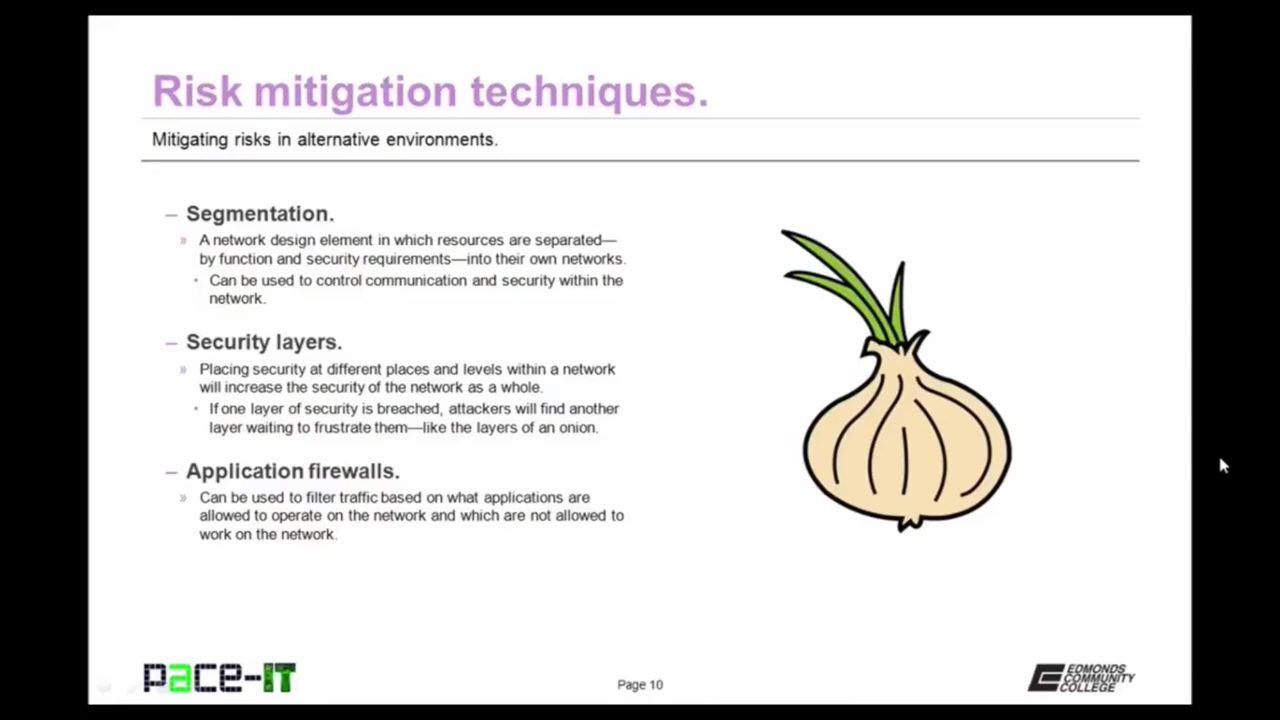 Risk mitigation techniques.
Mitigating risks in alternative environments.
– Segmentation.
» A network design element in which resources are separated—
by function and security requirements—into their own networks.
• Can be used to control communication and security within the
network.
– Security layers.
» Placing security at different places and levels within a network
will increase the security of the network as a whole.
• If one layer of security is breached, attackers will find another
layer waiting to frustrate them—like the layers of an onion.
– Application firewalls.
» Can be used to filter traffic based on what applications are
allowed to operate on the network and which are not allowed to
work on the network.
pace-IT
Page 10
EDMONDS
COMMUNITY
COLLEGE